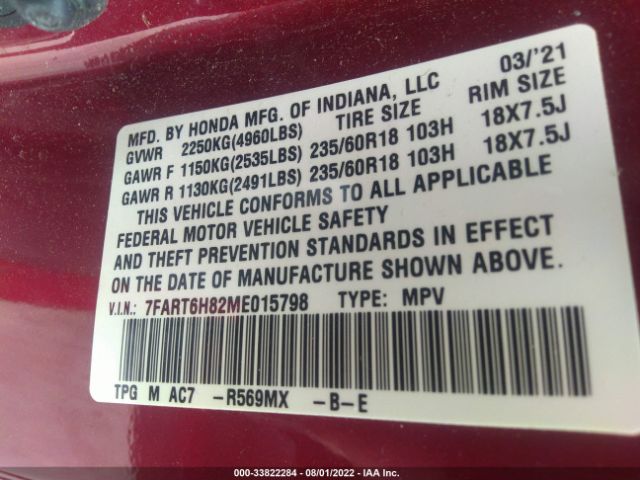 03/'21
MFD. BY HONDA MFG. OF INDIANA, LLC
GVWR 2250KG(4960LBS) TIRE SIZE RIM SIZE
GAWR F 1150KG(2535LBS) 235/60R18 103H 18X7.5J
GAWR R 1130KG(2491LBS) 235/60R18 103H 18X7.5J
THIS VEHICLE CONFORMS TO ALL APPLICABLE
FEDERAL MOTOR VEHICLE SAFETY
AND THEFT PREVENTION STANDARDS IN EFFECT
ON THE DATE OF MANUFACTURE SHOWN ABOVE.
V.I.N.: 7FART6H82ME015798 TYPE: MPV
TPG M AC7 -R569MX -B-E
000-33822284 - 08/01/2022 - IAA Inc.